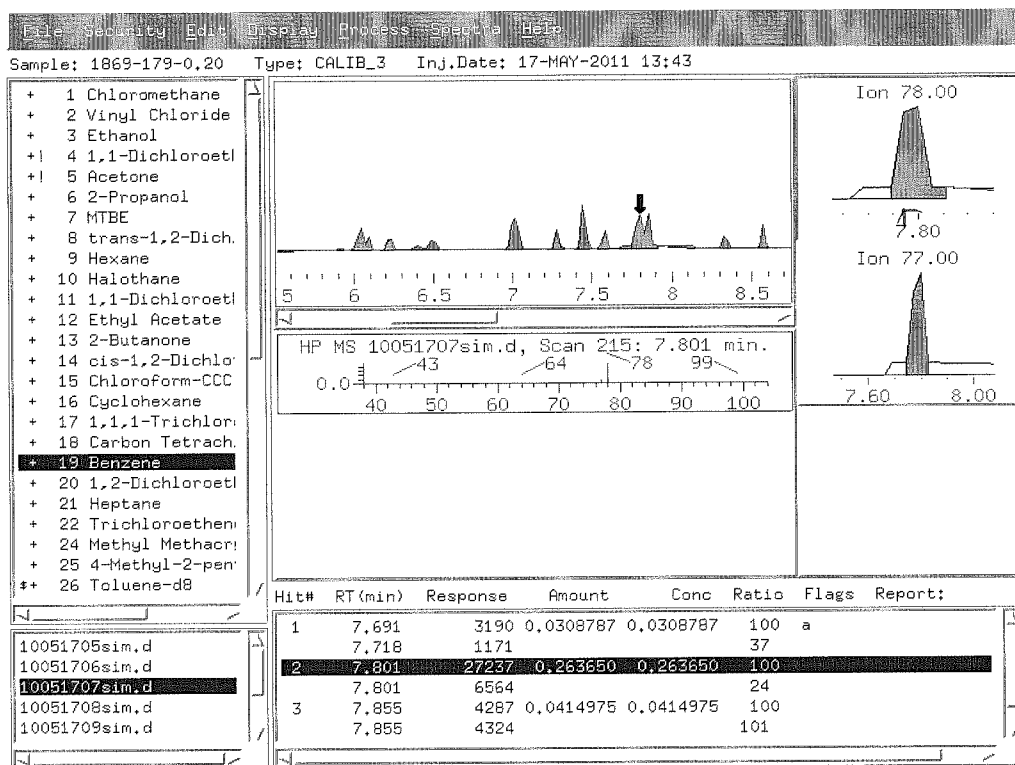 File Security Edit Display Process Spectra Help
Sample: 1869-179-0.20 Type: CALIB_3 Inj.Date: 17-MAY-2011 13:43
+ 1 Chloromethane
+ 2 Vinyl Chloride
+ 3 Ethanol
+! 4 1,1-Dichloroetl
+! 5 Acetone
+ 6 2-Propanol
+ 7 MTBE
+ 8 trans-1,2-Dich.
+ 9 Hexane
+ 10 Halothane
+ 11 1,1-Dichloroetl
+ 12 Ethyl Acetate
+ 13 2-Butanone
+ 14 cis-1,2-Dichlo
+ 15 Chloroform-CCC
+ 16 Cyclohexane
+ 17 1,1,1-Trichlor
+ 18 Carbon Tetrach.
+ 19 Benzene
+ 20 1,2-Dichloroetl
+ 21 Heptane
+ 22 Trichloroethen
+ 24 Methyl Methacr
+ 25 4-Methyl-2-pen
$+ 26 Toluene-d8
10051705sim.d
10051706sim.d
10051707sim.d
10051708sim.d
10051709sim.d
5 6 6.5 7 7.5 8 8.5
HP MS 10051707sim.d, Scan 215: 7.801 min.
43 64 78 99
0.0
40 50 60 70 80 90 100
Ion 78.00
7.80
Ion 77.00
7.60 8.00
Hit# RT(min) Response Amount Conc Ratio Flags Report:
1 7.691 3190 0.0308787 0.0308787 100 a
7.718 1171 37
2 7.801 27237 0.263650 0.263650 100
7.801 6564 24
3 7.855 4287 0.0414975 0.0414975 100
7.855 4324 101